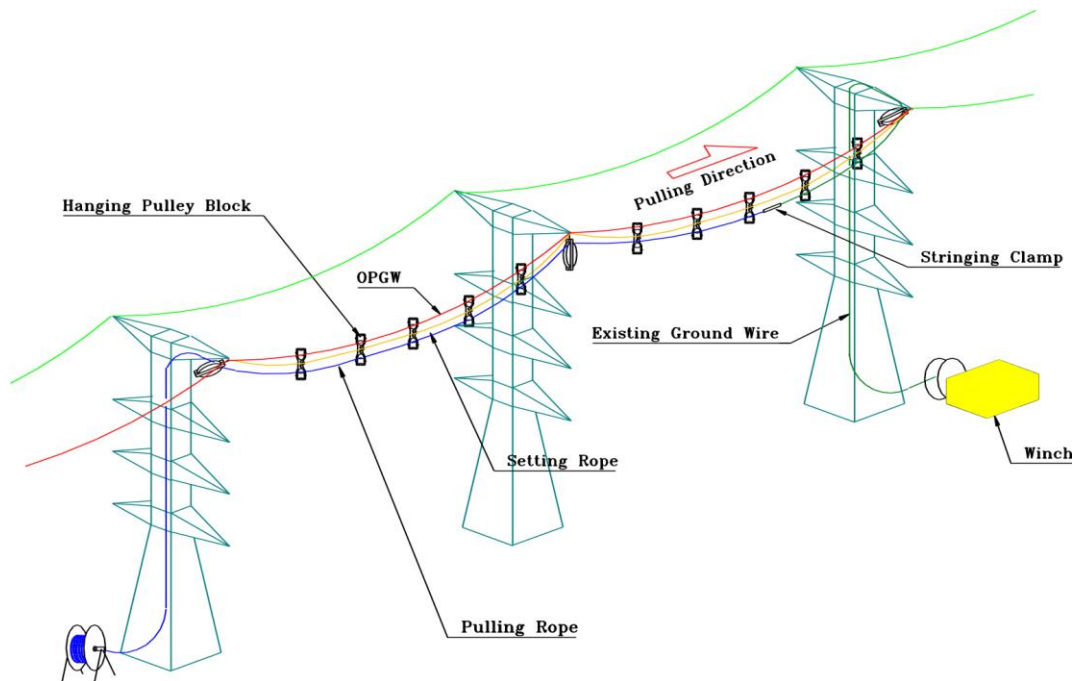 Pulling Direction
Hanging Pulley Block
OPGW
Stringing Clamp
Existing Ground Wire
Winch
Setting Rope
Pulling Rope